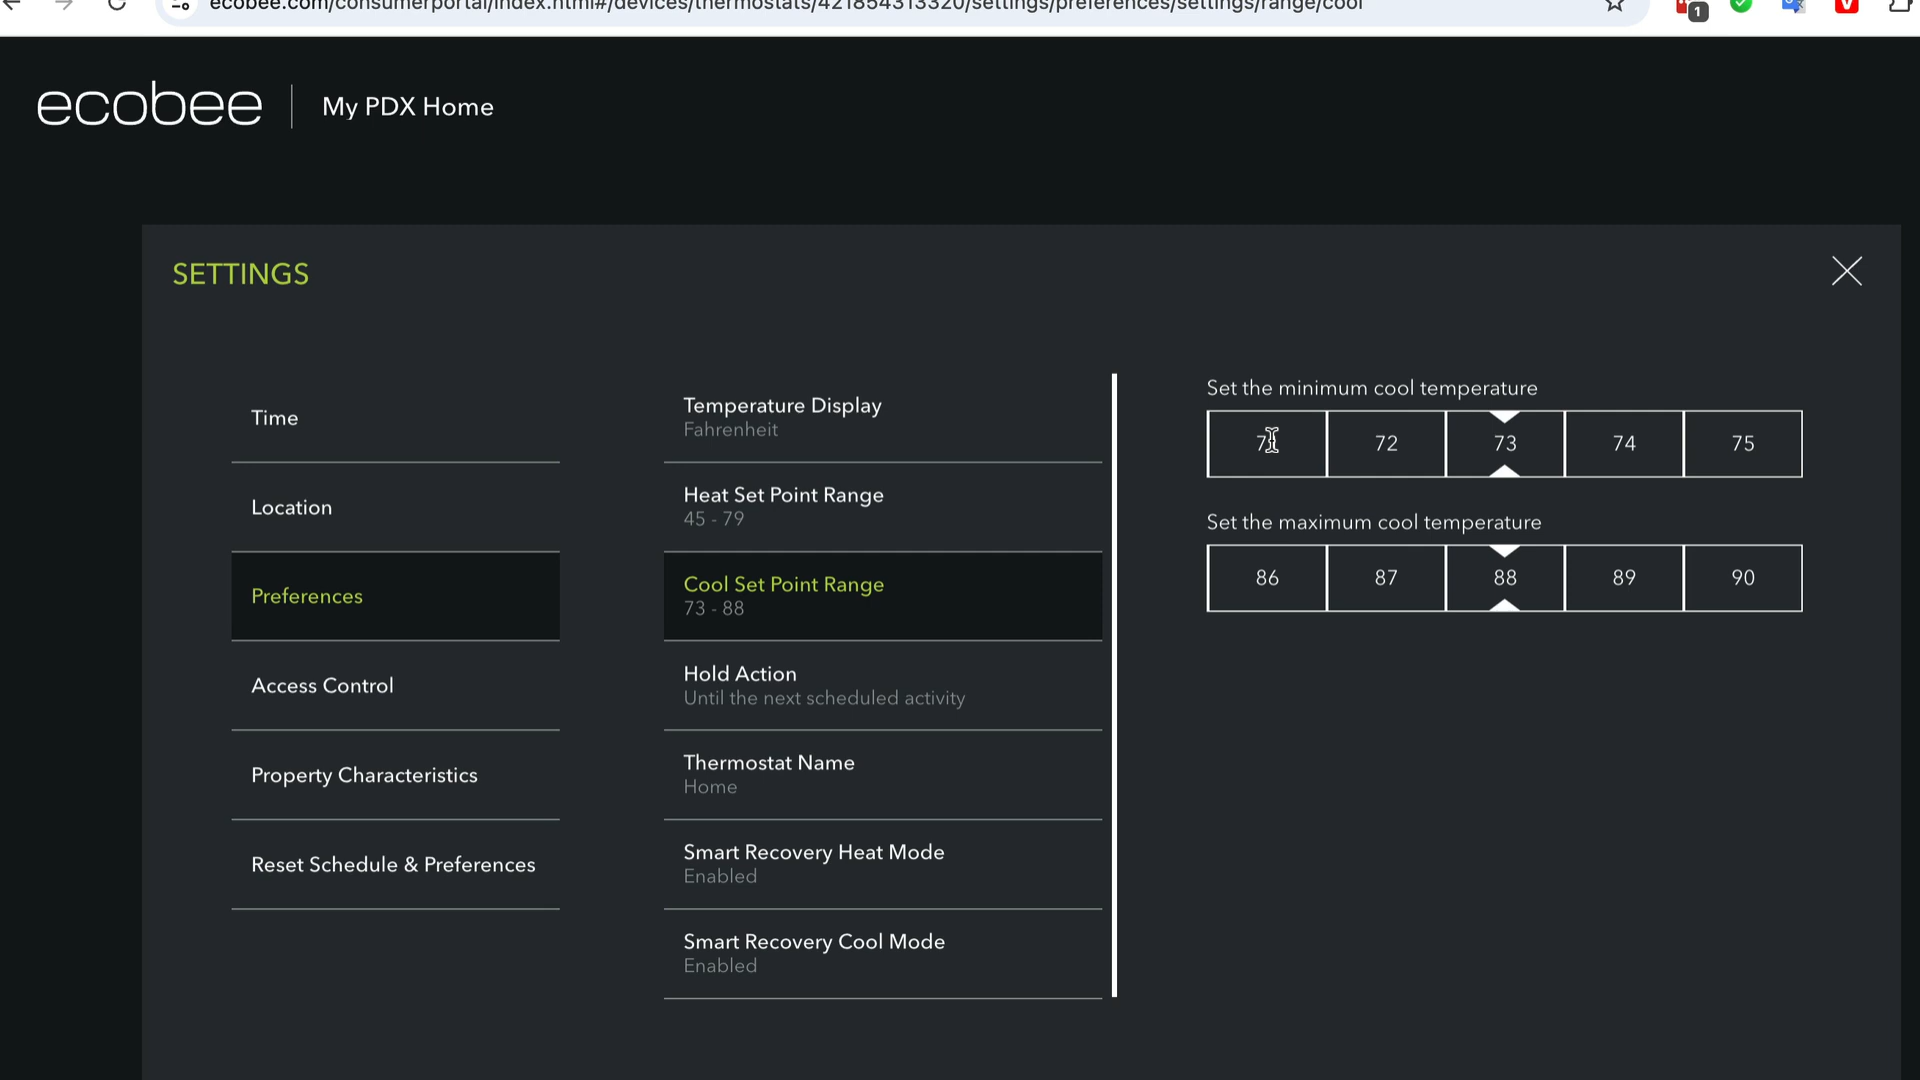 ecobee.com/consumerportal/index.html#/devices/thermostats/421854313320/settings/preferences/settings/range/cool
1
ecobee
My PDX Home
SETTINGS
Time
Location
Preferences
Access Control
Property Characteristics
Reset Schedule & Preferences
Temperature Display
Fahrenheit
Heat Set Point Range
45 - 79
Cool Set Point Range
73 - 88
Hold Action
Until the next scheduled activity
Thermostat Name
Home
Smart Recovery Heat Mode
Enabled
Smart Recovery Cool Mode
Enabled
Set the minimum cool temperature
72 73 74 75
Set the maximum cool temperature
86 87 88 89 90